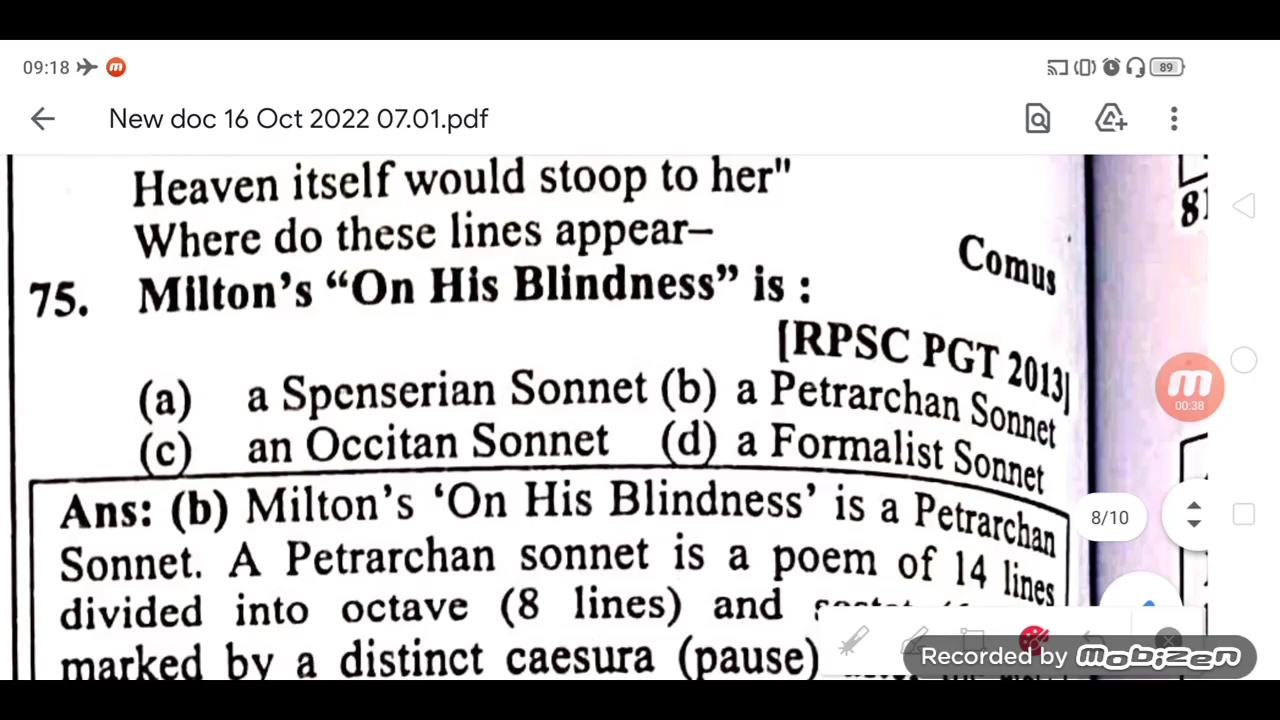 09:18
89
New doc 16 Oct 2022 07.01.pdf
Heaven itself would stoop to her"
Where do these lines appear–
Comus
75. Milton's "On His Blindness" is :
[RPSC PGT 2013]
(a) a Spenserian Sonnet (b) a Petrarchan Sonnet
(c) an Occitan Sonnet (d) a Formalist Sonnet
Ans: (b) Milton's 'On His Blindness' is a Petrarchan
Sonnet. A Petrarchan sonnet is a poem of 14 lines
divided into octave (8 lines) and
marked by a distinct caesura (pause)
8/10
00:38
Recorded by mobizen